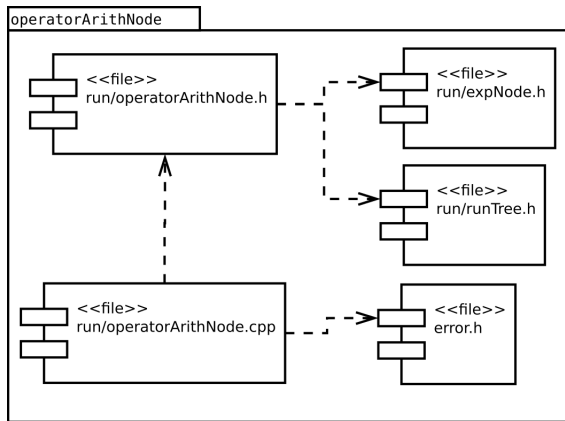 operatorArithNode
<<file>>
run/operatorArithNode.h
<<file>>
run/expNode.h
<<file>>
run/runTree.h
<<file>>
run/operatorArithNode.cpp
<<file>>
error.h